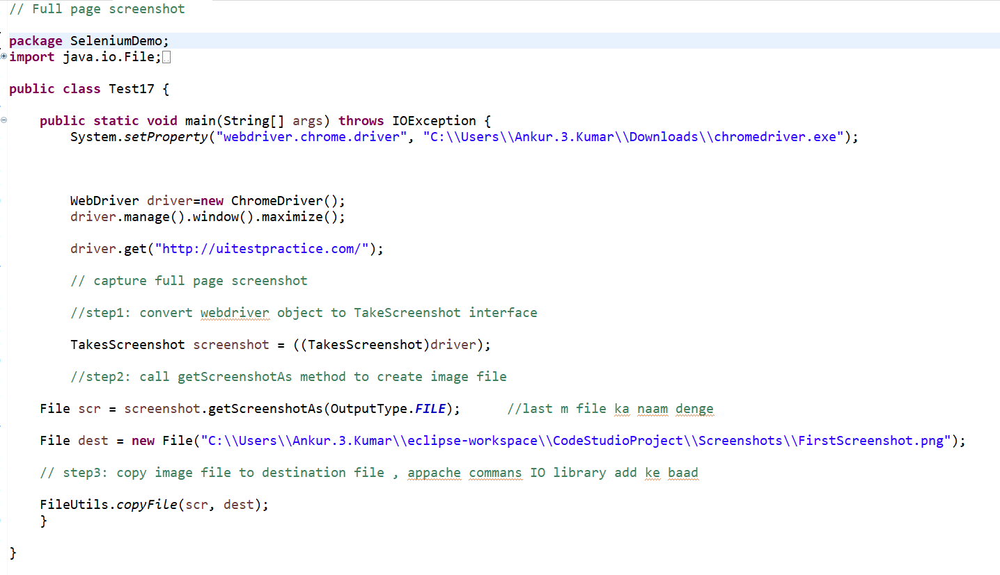 // Full page screenshot
package SeleniumDemo;
import java.io.File;
public class Test17 {
public static void main(String[] args) throws IOException {
System.setProperty("webdriver.chrome.driver", "C:\\Users\\Ankur.3.Kumar\\Downloads\\chromedriver.exe");
WebDriver driver=new ChromeDriver();
driver.manage().window().maximize();
driver.get("http://uitestpractice.com/");
// capture full page screenshot
//step1: convert webdriver object to TakeScreenshot interface
TakesScreenshot screenshot = ((TakesScreenshot)driver);
//step2: call getScreenshotAs method to create image file
File scr = screenshot.getScreenshotAs(OutputType.FILE); //last m file ka naam denge
File dest = new File("C:\\Users\\Ankur.3.Kumar\\eclipse-workspace\\CodeStudioProject\\Screenshots\\FirstScreenshot.png");
// step3: copy image file to destination file , appache commans IO library add ke baad
FileUtils.copyFile(scr, dest);
}
}